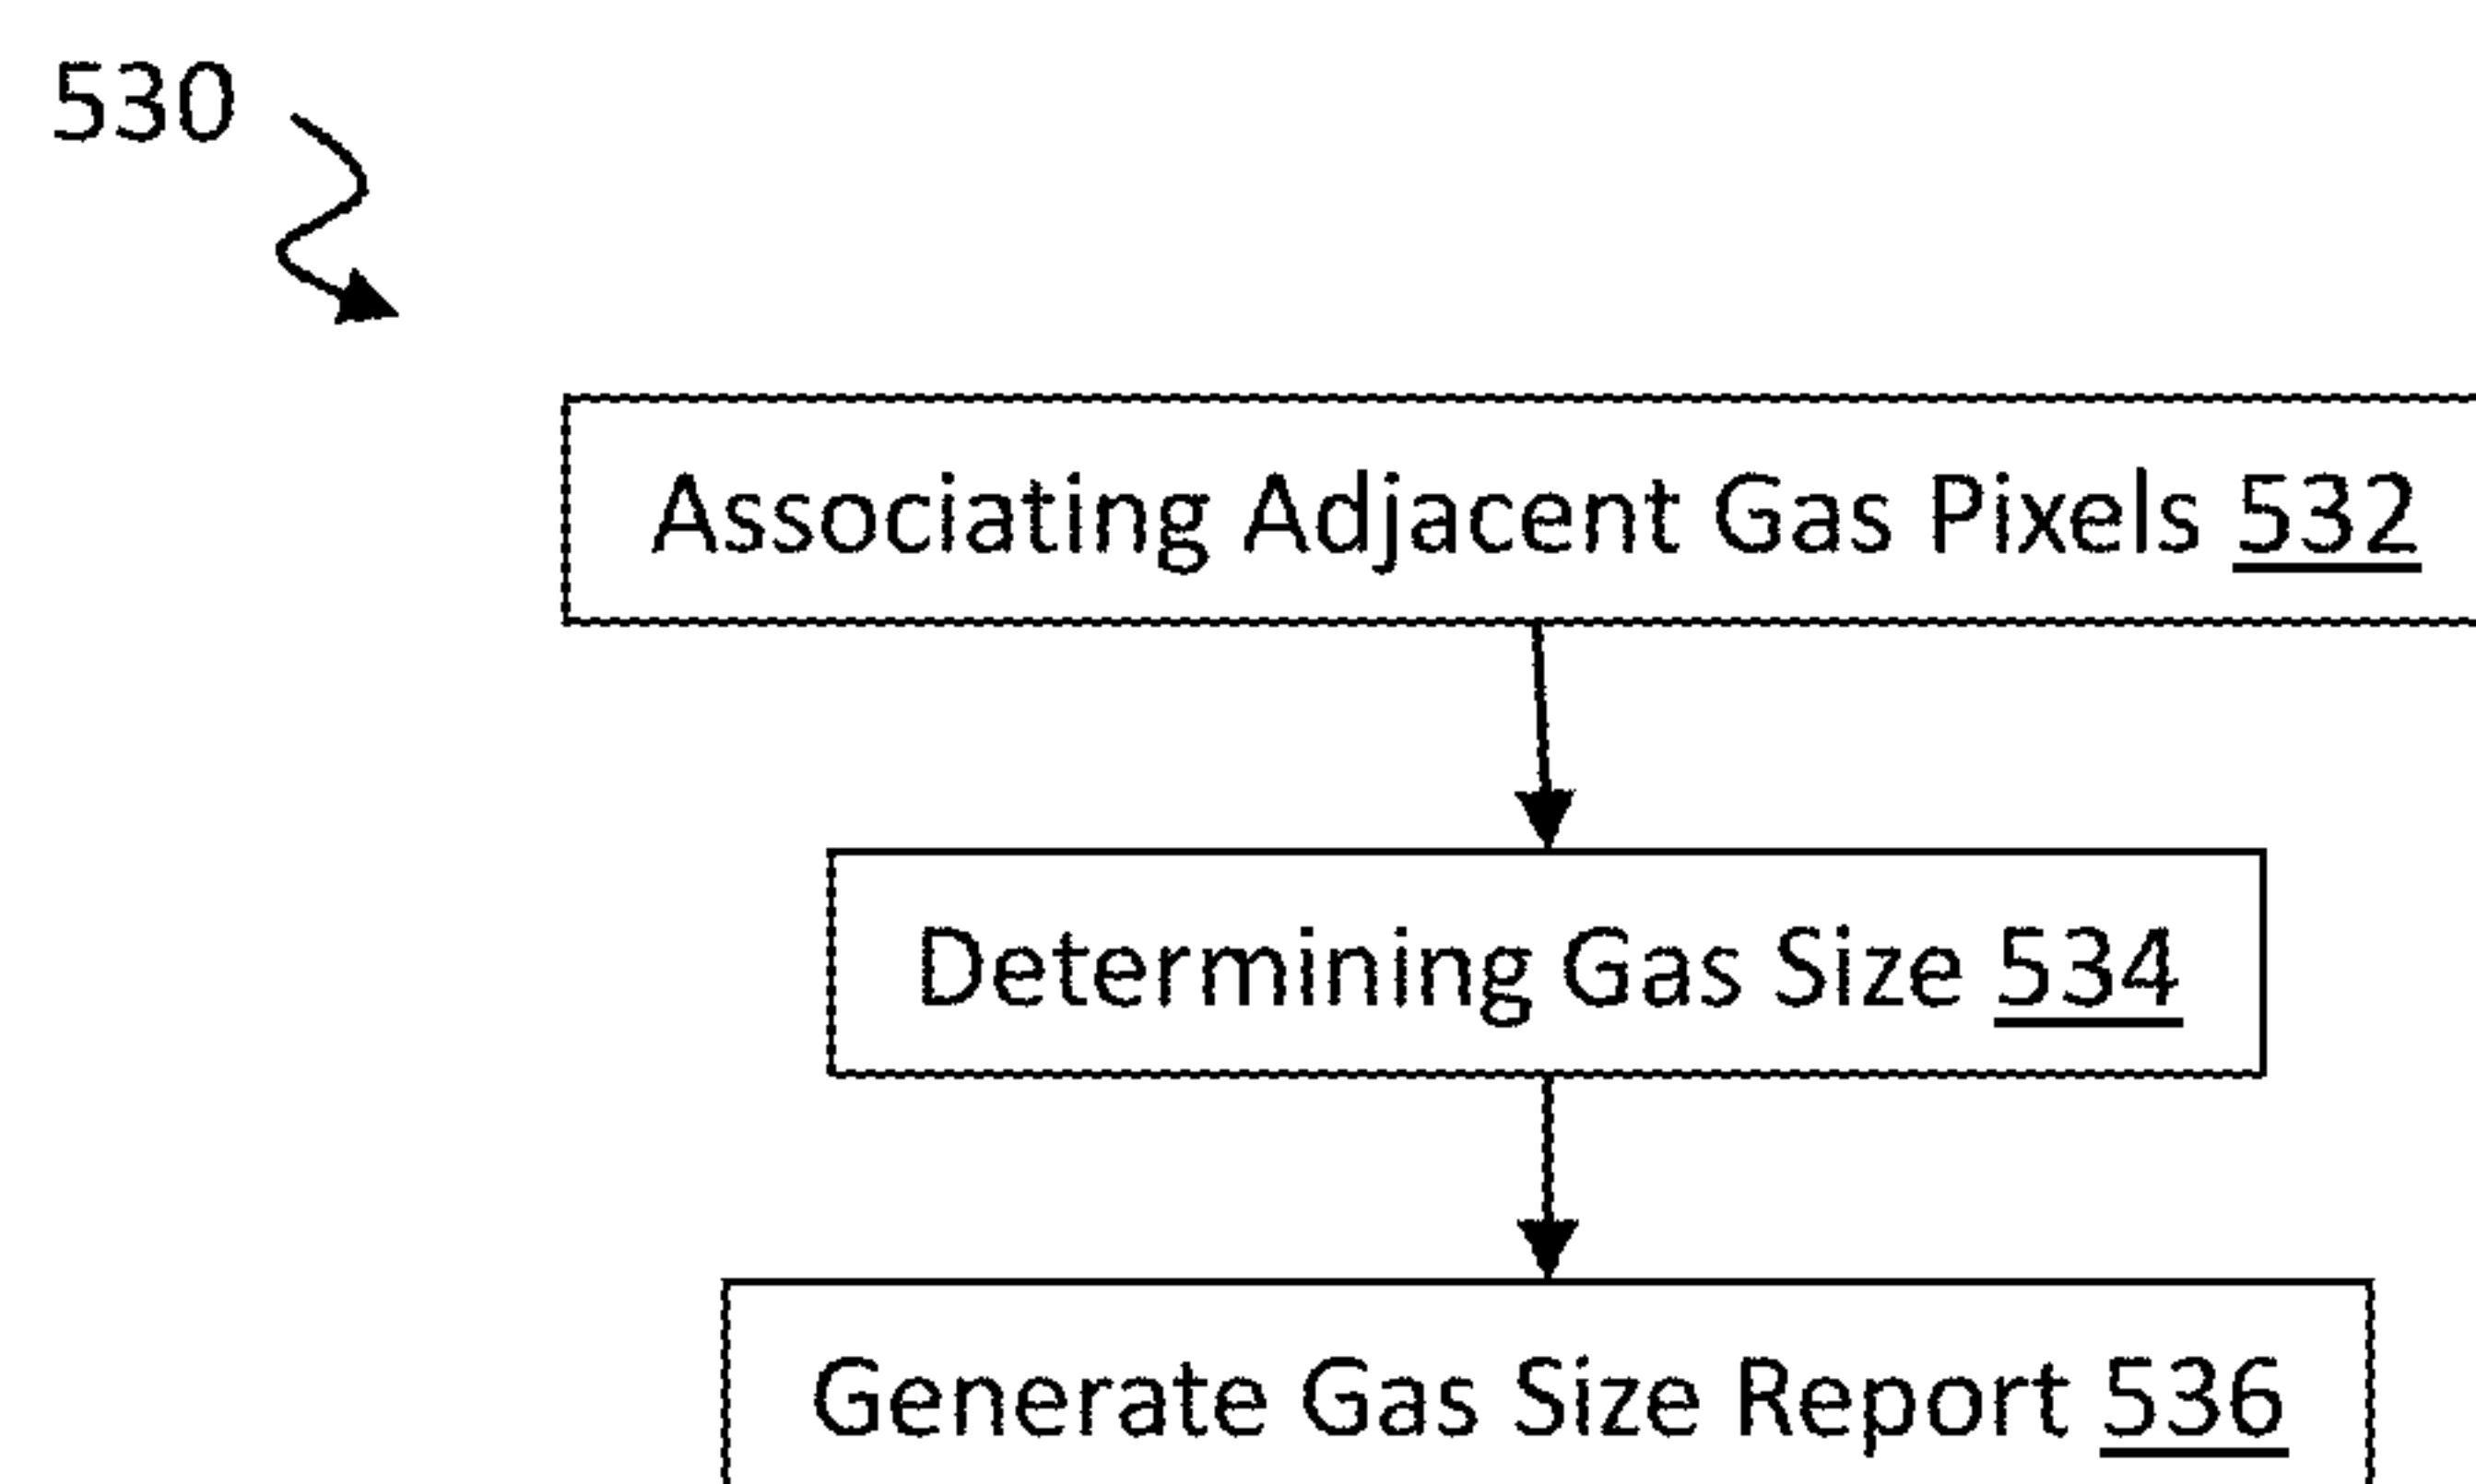 530
Associating Adjacent Gas Pixels 532
Determining Gas Size 534
Generate Gas Size Report 536